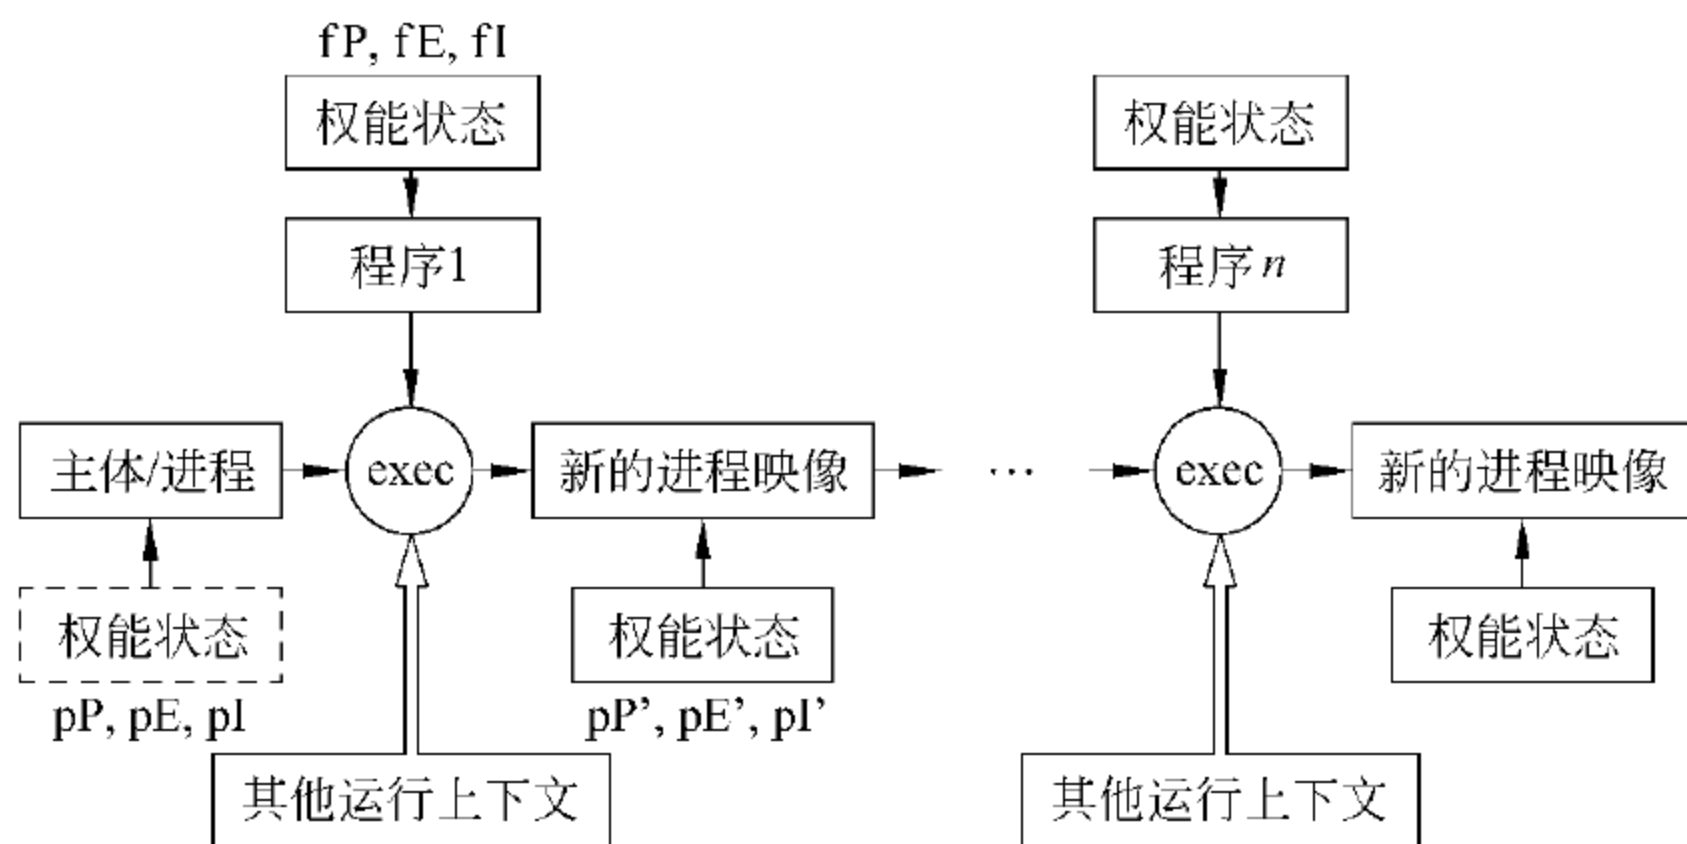 fP, fE, fI
权能状态
权能状态
程序1
程序n
主体/进程
exec
新的进程映像
…
exec
新的进程映像
权能状态
权能状态
权能状态
pP, pE, pI
pP’, pE’, pI’
其他运行上下文
其他运行上下文